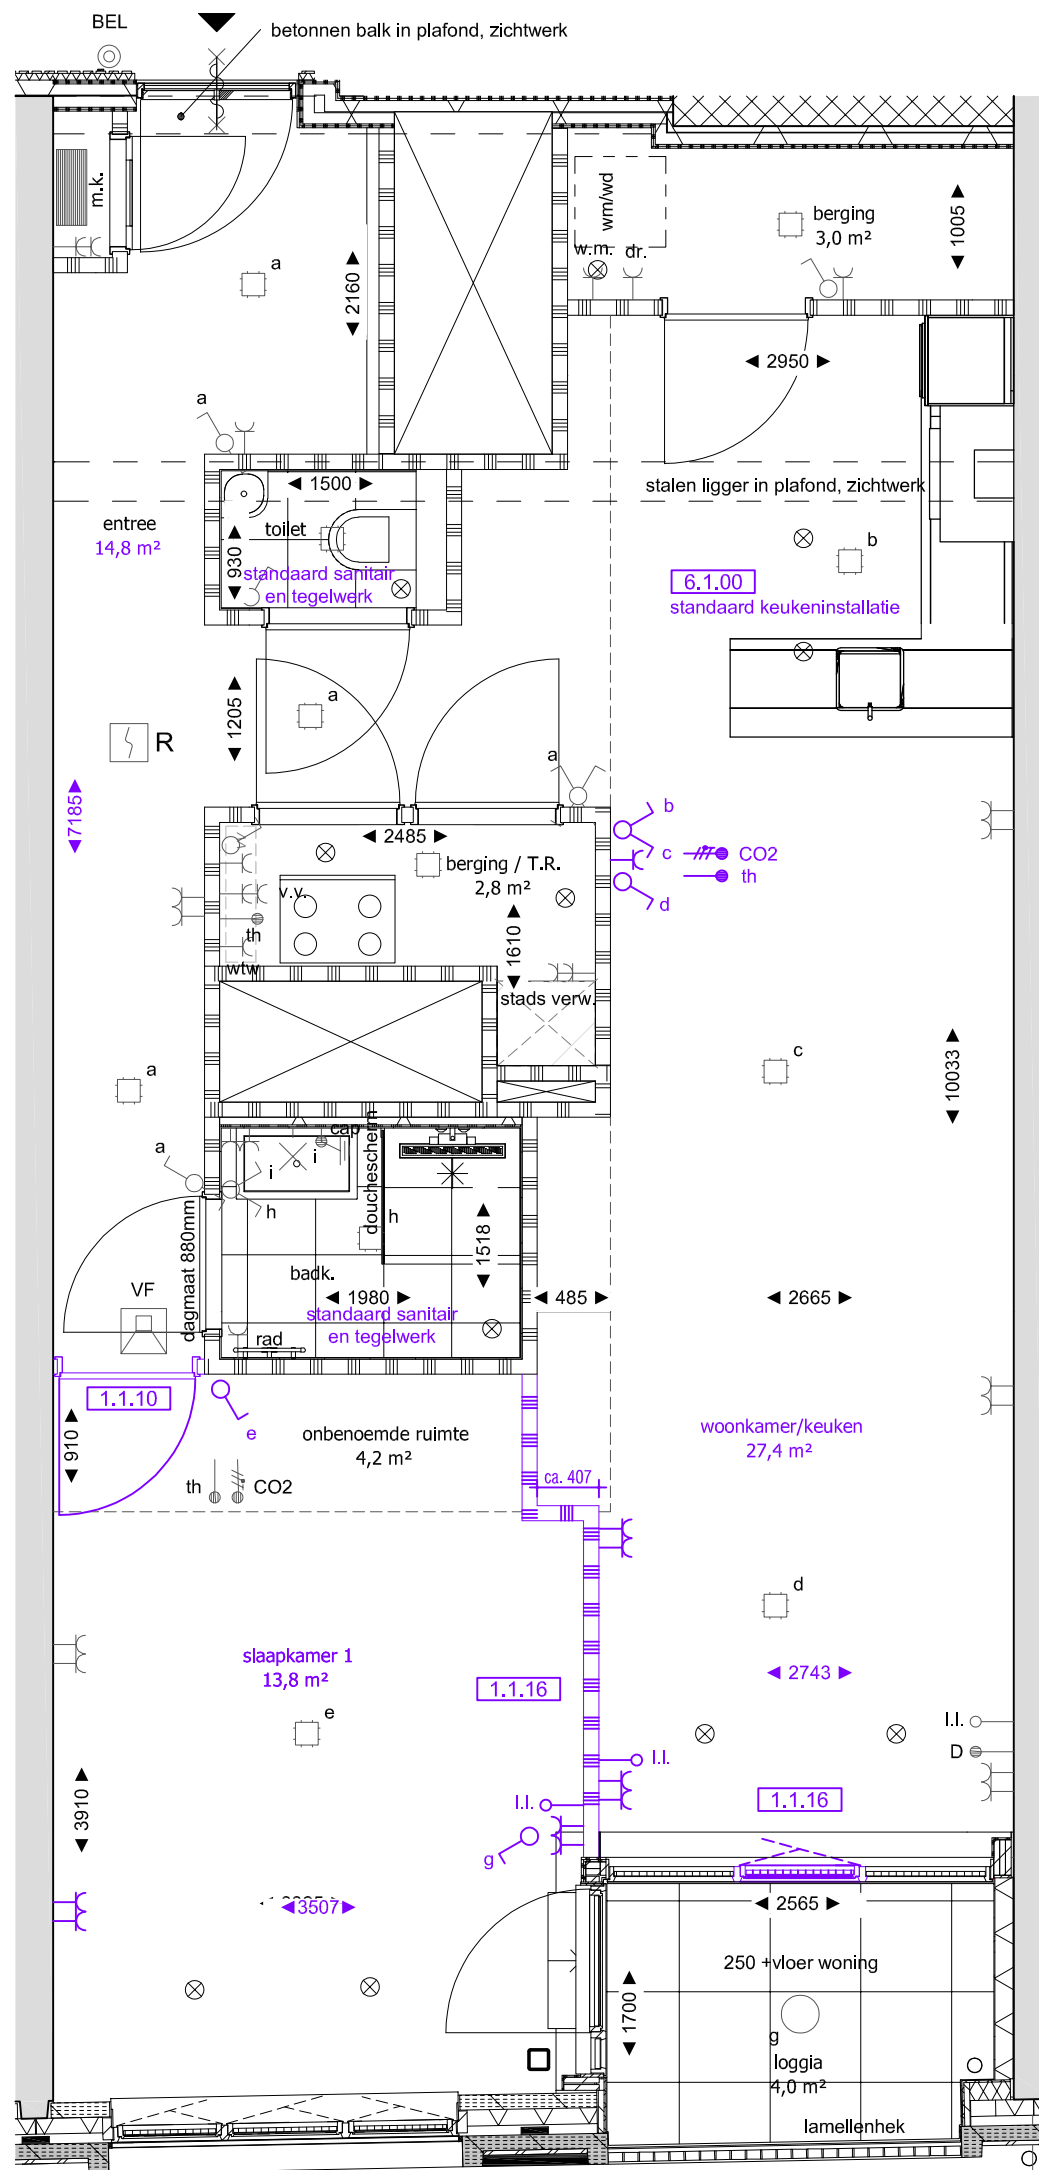 BEL
betonnen balk in plafond, zichtwerk
m.k.
wm/wd
berging
3,0 m²
1005
w.m.
dr.
a
2160
2950
a
stalen ligger in plafond, zichtwerk
1500
entree
14,8 m²
toilet
930
standaard sanitair
en tegelwerk
b
6.1.00
standaard keukeninstallatie
1205
a
R
a
7185
b
2485
c
CO2
berging / T.R.
2,8 m²
th
v.v.
d
th
1610
wtw
stads verw.
c
10033
a
cap
a
i
i
douchescherm
h
h
1518
dagmaat 880mm
badk.
VF
1980
485
2665
standaard sanitair
en tegelwerk
rad
1.1.10
910
e
onbenoemde ruimte
4,2 m²
woonkamer/keuken
27,4 m²
ca. 407
th
CO2
d
slaapkamer 1
13,8 m²
2743
1.1.16
e
l.l.
D
l.l.
3910
1.1.16
l.l.
g
3507
2565
250 +vloer woning
1700
g
loggia
4,0 m²
lamellenhek